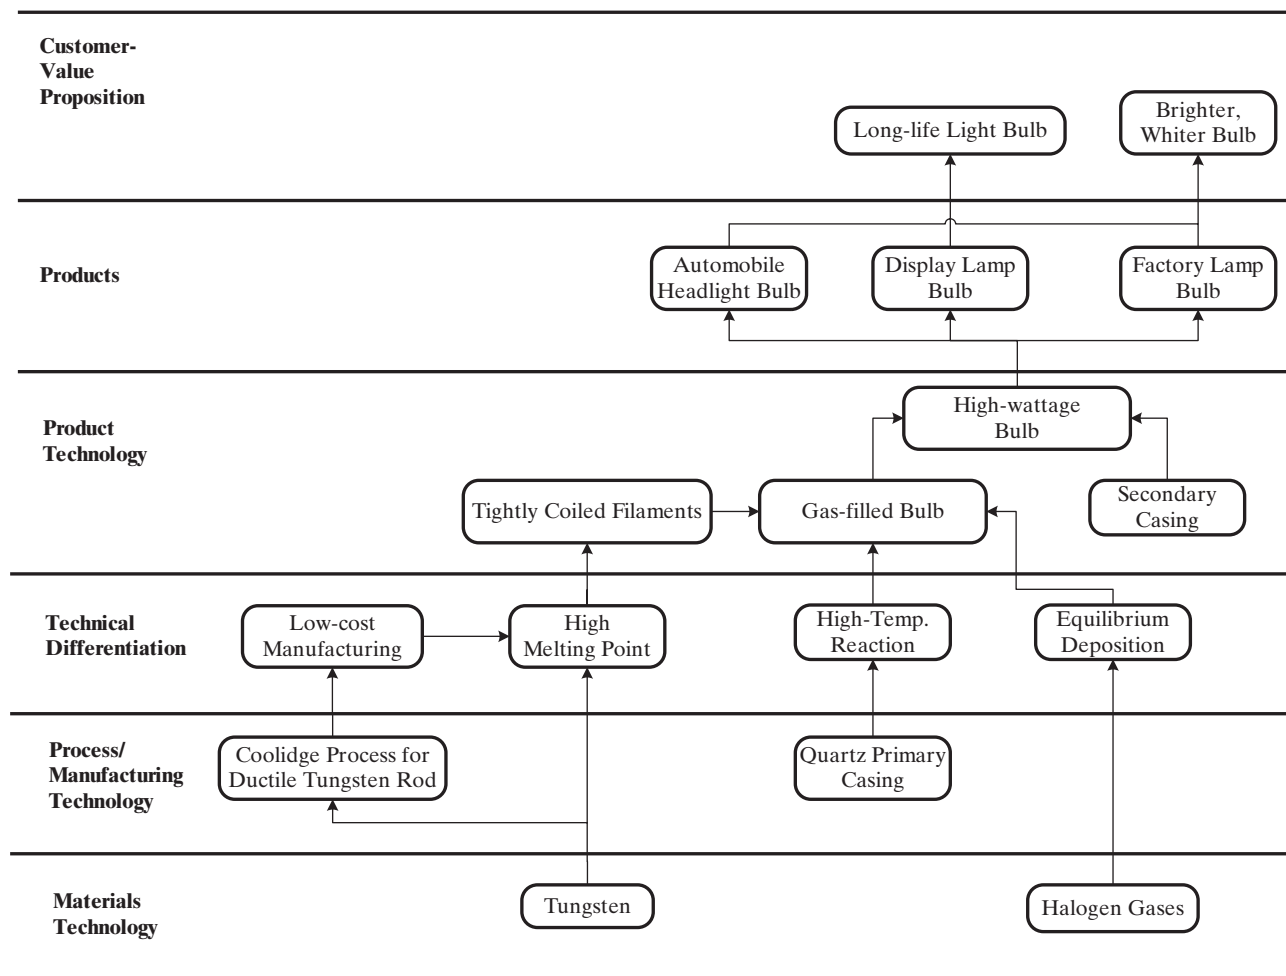 Customer-
Value
Proposition
Long-life Light Bulb
Brighter,
Whiter Bulb
Products
Automobile
Headlight Bulb
Display Lamp
Bulb
Factory Lamp
Bulb
Product
Technology
High-wattage
Bulb
Tightly Coiled Filaments
Gas-filled Bulb
Secondary
Casing
Technical
Differentiation
Low-cost
Manufacturing
High
Melting Point
High-Temp.
Reaction
Equilibrium
Deposition
Process/
Manufacturing
Technology
Coolidge Process for
Ductile Tungsten Rod
Quartz Primary
Casing
Materials
Technology
Tungsten
Halogen Gases